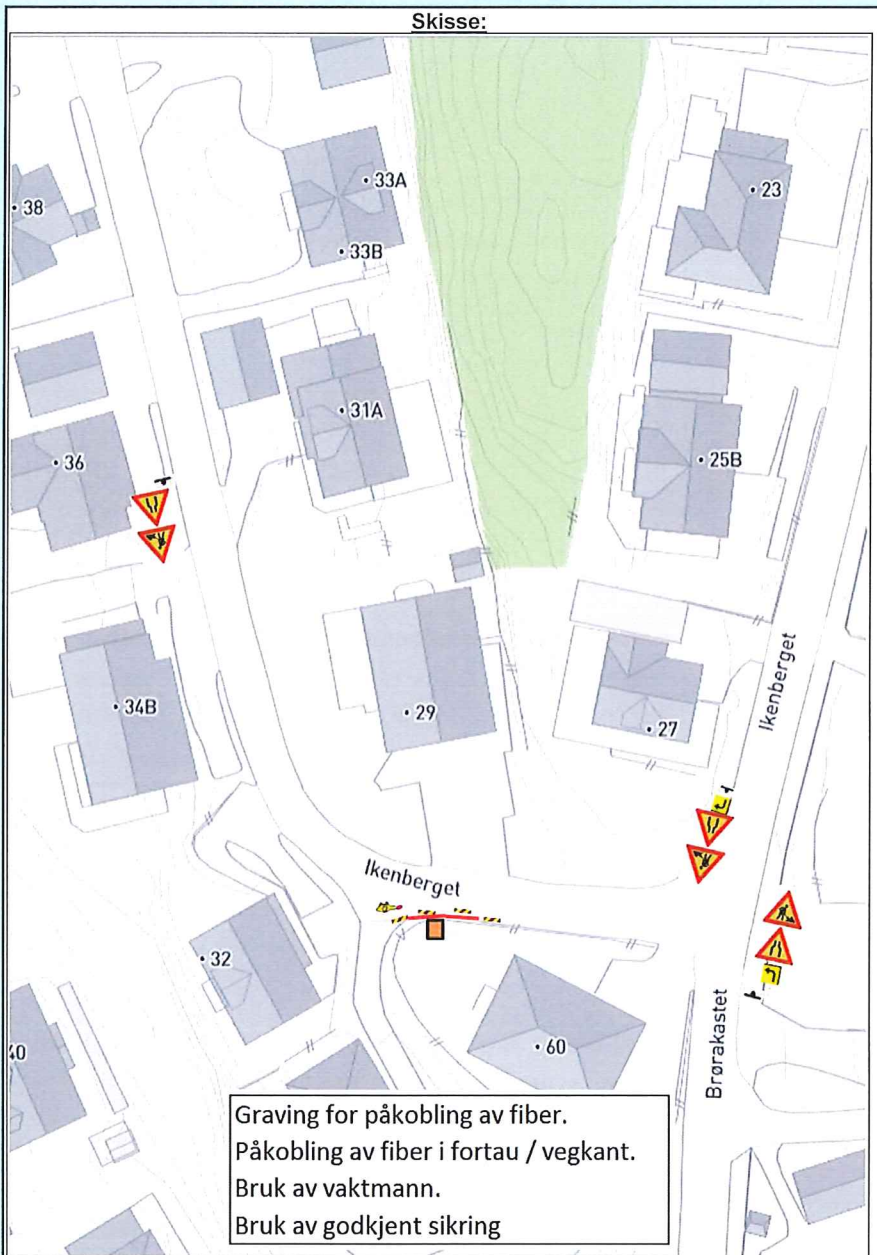 Skisse:
38
33A
33B
23
31A
36
25B
34B
29
27
Ikenberget
Ikenberget
32
40
60
Brørakastet
Graving for påkobling av fiber.
Påkobling av fiber i fortau / vegkant.
Bruk av vaktmann.
Bruk av godkjent sikring